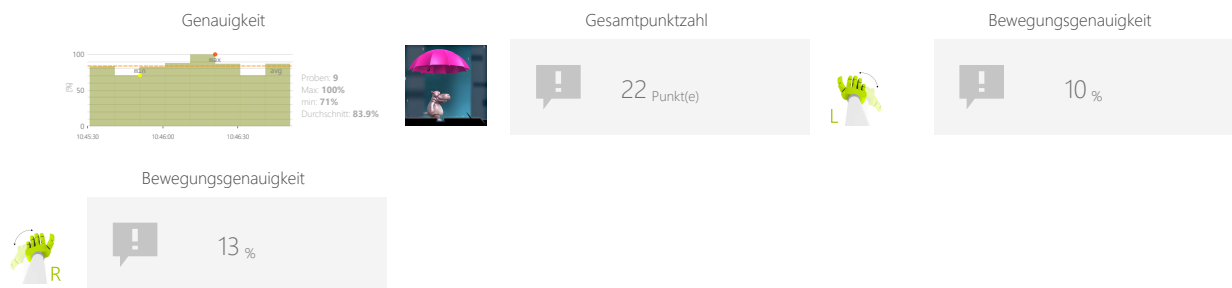 Genauigkeit
100
50
0
[%]
min
max
avg
10:45:30
10:46:00
10:46:30
Proben: 9
Max: 100%
min: 71%
Durchschnitt: 83.9%
Gesamtpunktzahl
22 Punkt(e)
Bewegungsgenauigkeit
L
10 %
Bewegungsgenauigkeit
R
13 %